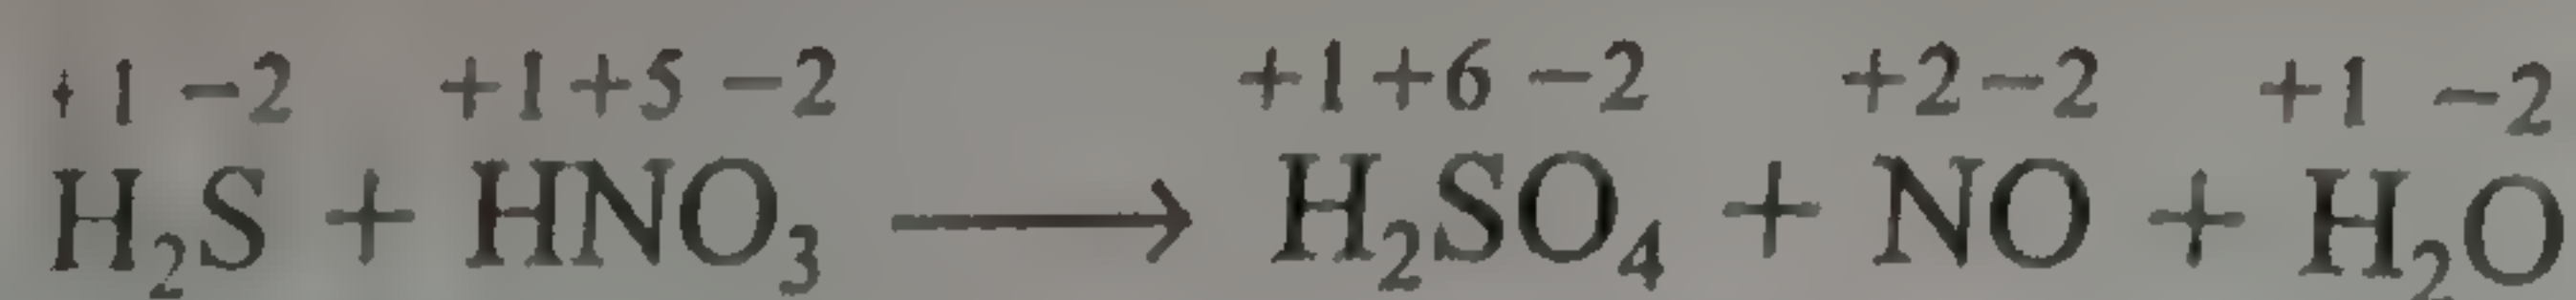 +1 −2 +1 +5 −2 +1 +6 −2 +2 −2 +1 −2
H₂S + HNO₃ ⟶ H₂SO₄ + NO + H₂O